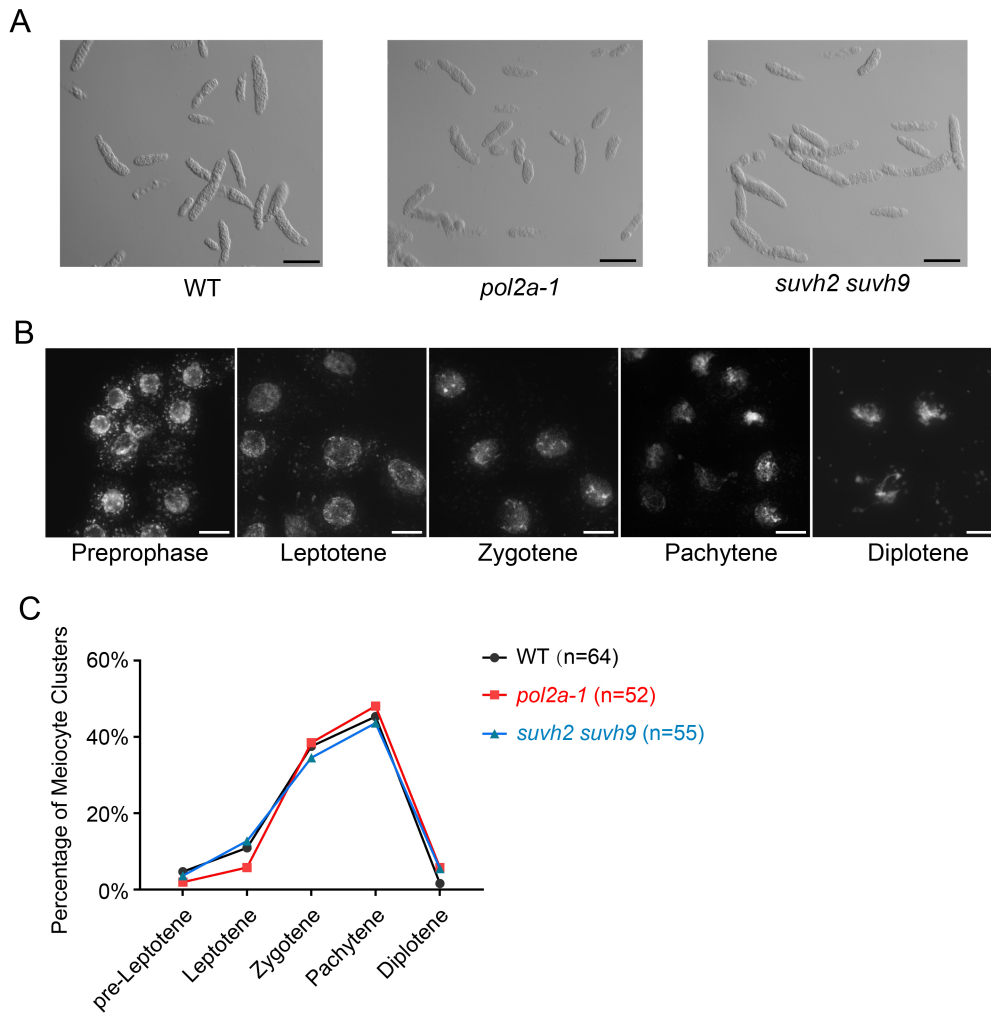 A
WT
pol2a-1
suvh2 suvh9
B
Preprophase
Leptotene
Zygotene
Pachytene
Diplotene
C
Percentage of Meiocyte Clusters
60%
40%
20%
0%
pre-Leptotene
Leptotene
Zygotene
Pachytene
Diplotene
WT (n=64)
pol2a-1 (n=52)
suvh2 suvh9 (n=55)